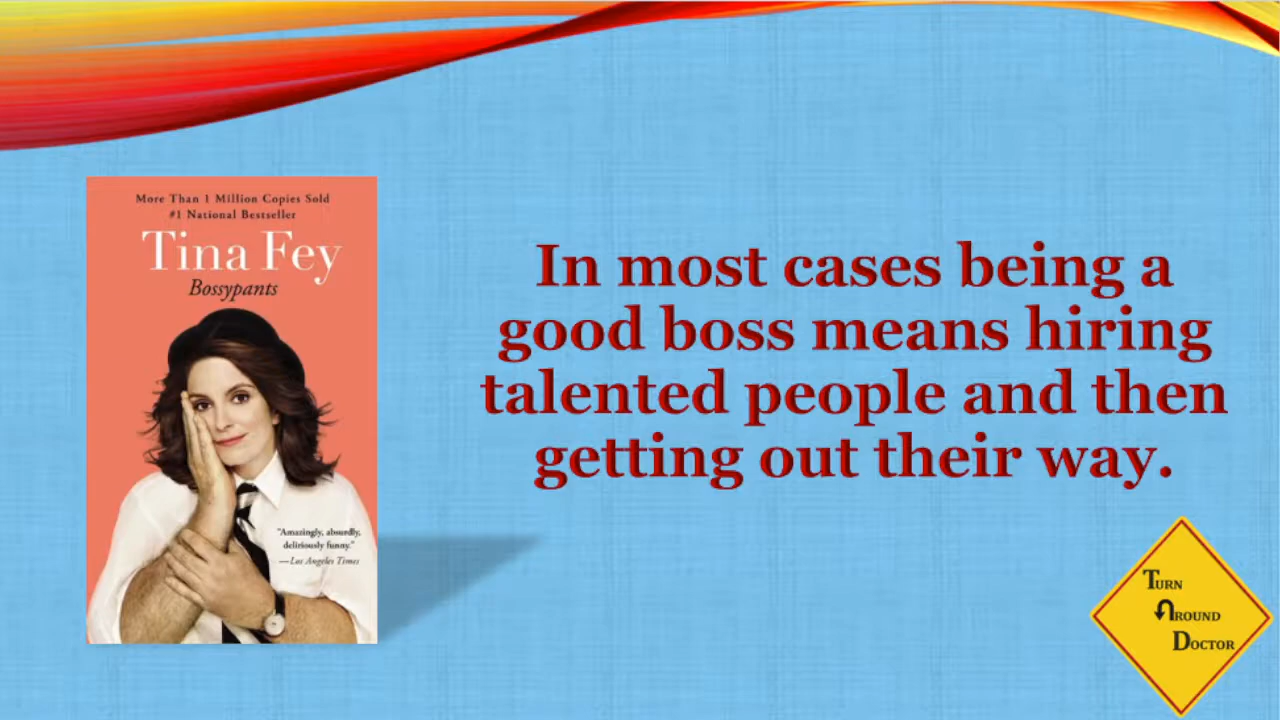 More Than 1 Million Copies Sold
#1 National Bestseller
Tina Fey
Bossypants
"Amazingly, absurdly,
deliriously funny."
—Los Angeles Times
In most cases being a
good boss means hiring
talented people and then
getting out their way.
TURN
AROUND
DOCTOR